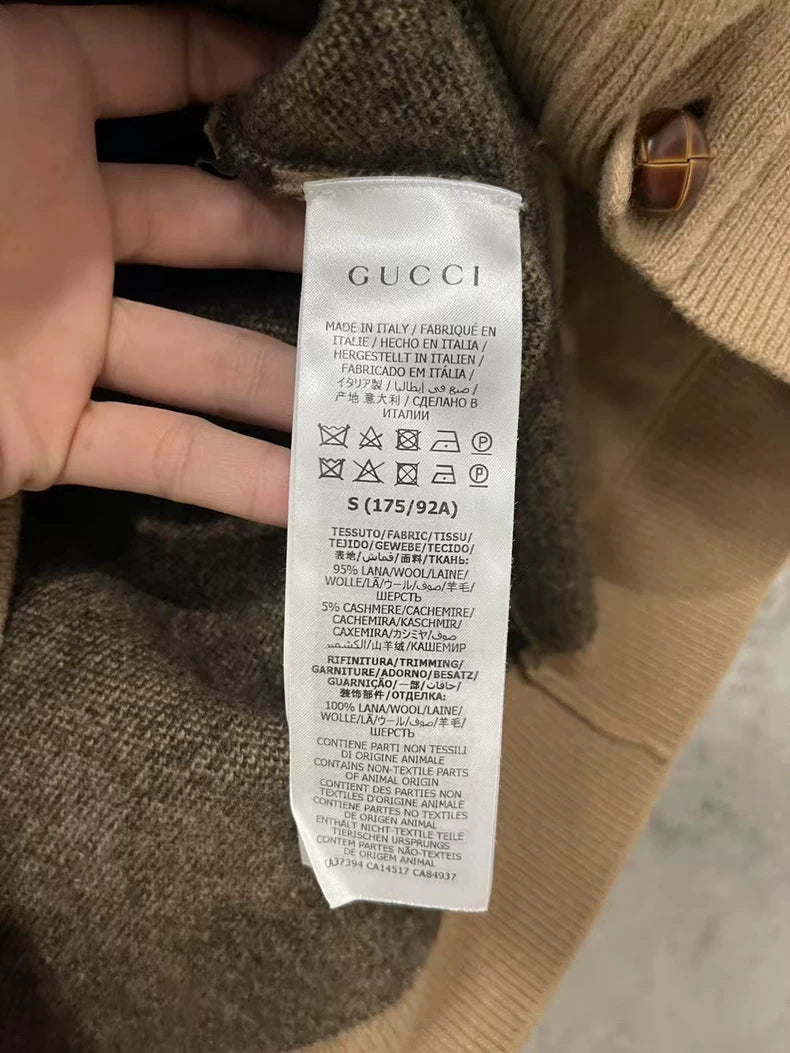 GUCCI
MADE IN ITALY / FABRIQUÉ EN
ITALIE / HECHO EN ITALIA /
HERGESTELLT IN ITALIEN /
FABRICADO EM ITÁLIA /
イタリア製 / صنع في إيطاليا /
产地 意大利 / СДЕЛАНО В
ИТАЛИИ
P
P
S (175/92A)
TESSUTO/FABRIC/TISSU/
TEJIDO/GEWEBE/TECIDO/
表地/قماش/面料/ТКАНЬ:
95% LANA/WOOL/LAINE/
WOLLE/LÃ/ウール/صوف/羊毛/
ШЕРСТЬ
5% CASHMERE/CACHEMIRE/
CACHEMIRA/KASCHMIR/
CAXEMIRA/カシミヤ/صوف
الكشمير/山羊绒/КАШЕМИР
RIFINITURA/TRIMMING/
GARNITURE/ADORNO/BESATZ/
GUARNIÇÃO/一部/حافات/
装饰部件/ОТДЕЛКА:
100% LANA/WOOL/LAINE/
WOLLE/LÃ/ウール/صوف/羊毛/
ШЕРСТЬ
CONTIENE PARTI NON TESSILI
DI ORIGINE ANIMALE
CONTAINS NON-TEXTILE PARTS
OF ANIMAL ORIGIN
CONTIENT DES PARTIES NON
TEXTILES D'ORIGINE ANIMALE
CONTIENE PARTES NO TEXTILES
DE ORIGEN ANIMAL
ENTHÄLT NICHT-TEXTILE TEILE
TIERISCHEN URSPRUNGS
CONTEM PARTES NÃO-TEXTEIS
DE ORIGEM ANIMAL
CA14517 CA84937